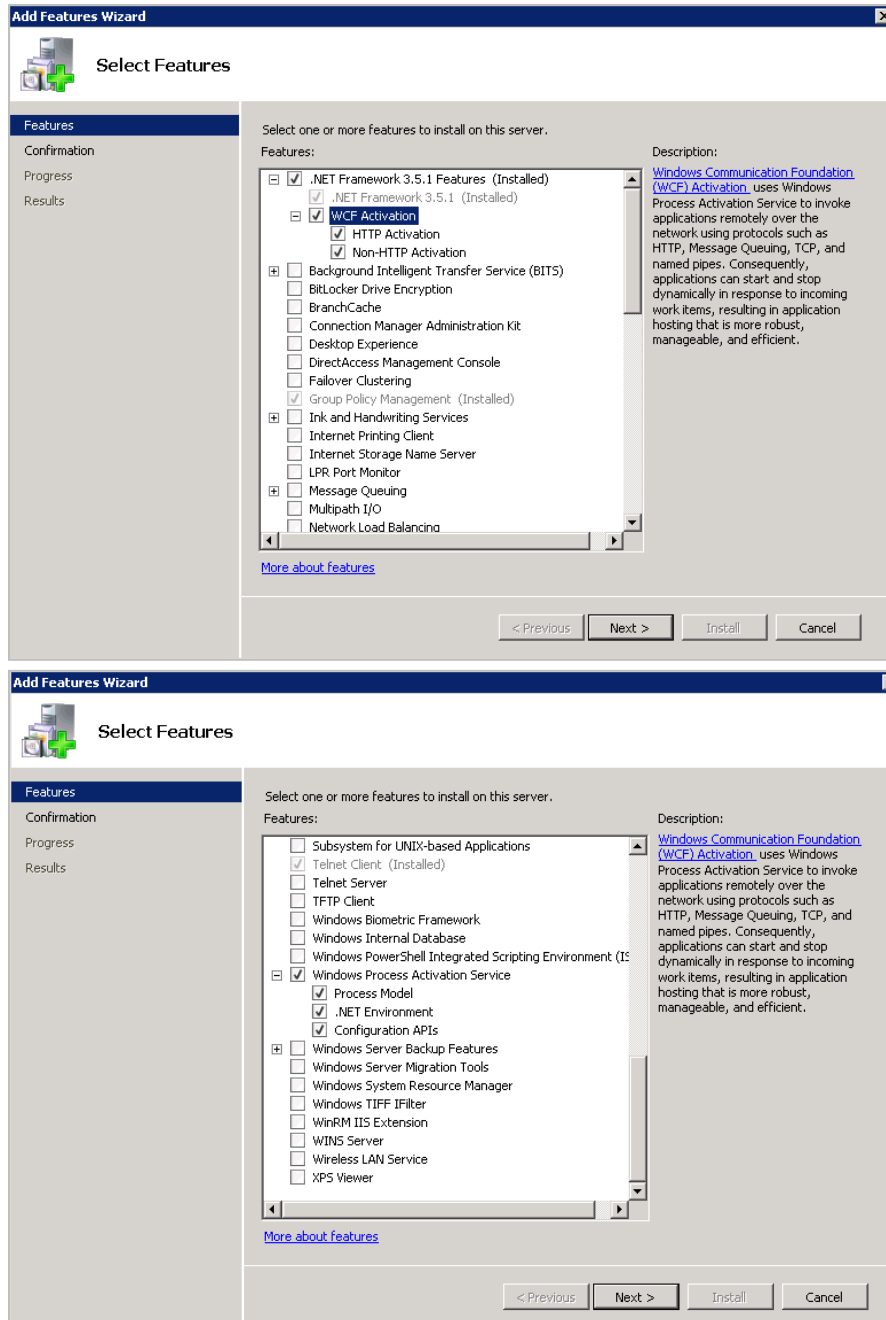 Add Features Wizard
Select Features
Features
Confirmation
Progress
Results
Select one or more features to install on this server.
Features:
.NET Framework 3.5.1 Features (Installed)
.NET Framework 3.5.1 (Installed)
WCF Activation
HTTP Activation
Non-HTTP Activation
Background Intelligent Transfer Service (BITS)
BitLocker Drive Encryption
BranchCache
Connection Manager Administration Kit
Desktop Experience
DirectAccess Management Console
Failover Clustering
Group Policy Management (Installed)
Ink and Handwriting Services
Internet Printing Client
Internet Storage Name Server
LPR Port Monitor
Message Queuing
Multipath I/O
Network Load Balancing
More about features
Description:
Windows Communication Foundation
(WCF) Activation uses Windows
Process Activation Service to invoke
applications remotely over the
network using protocols such as
HTTP, Message Queuing, TCP, and
named pipes. Consequently,
applications can start and stop
dynamically in response to incoming
work items, resulting in application
hosting that is more robust,
manageable, and efficient.
< Previous
Next >
Install
Cancel
Add Features Wizard
Select Features
Features
Confirmation
Progress
Results
Select one or more features to install on this server.
Features:
Subsystem for UNIX-based Applications
Telnet Client (Installed)
Telnet Server
TFTP Client
Windows Biometric Framework
Windows Internal Database
Windows PowerShell Integrated Scripting Environment (IS
Windows Process Activation Service
Process Model
.NET Environment
Configuration APIs
Windows Server Backup Features
Windows Server Migration Tools
Windows System Resource Manager
Windows TIFF IFilter
WinRM IIS Extension
WINS Server
Wireless LAN Service
XPS Viewer
More about features
Description:
Windows Communication Foundation
(WCF) Activation uses Windows
Process Activation Service to invoke
applications remotely over the
network using protocols such as
HTTP, Message Queuing, TCP, and
named pipes. Consequently,
applications can start and stop
dynamically in response to incoming
work items, resulting in application
hosting that is more robust,
manageable, and efficient.
< Previous
Next >
Install
Cancel